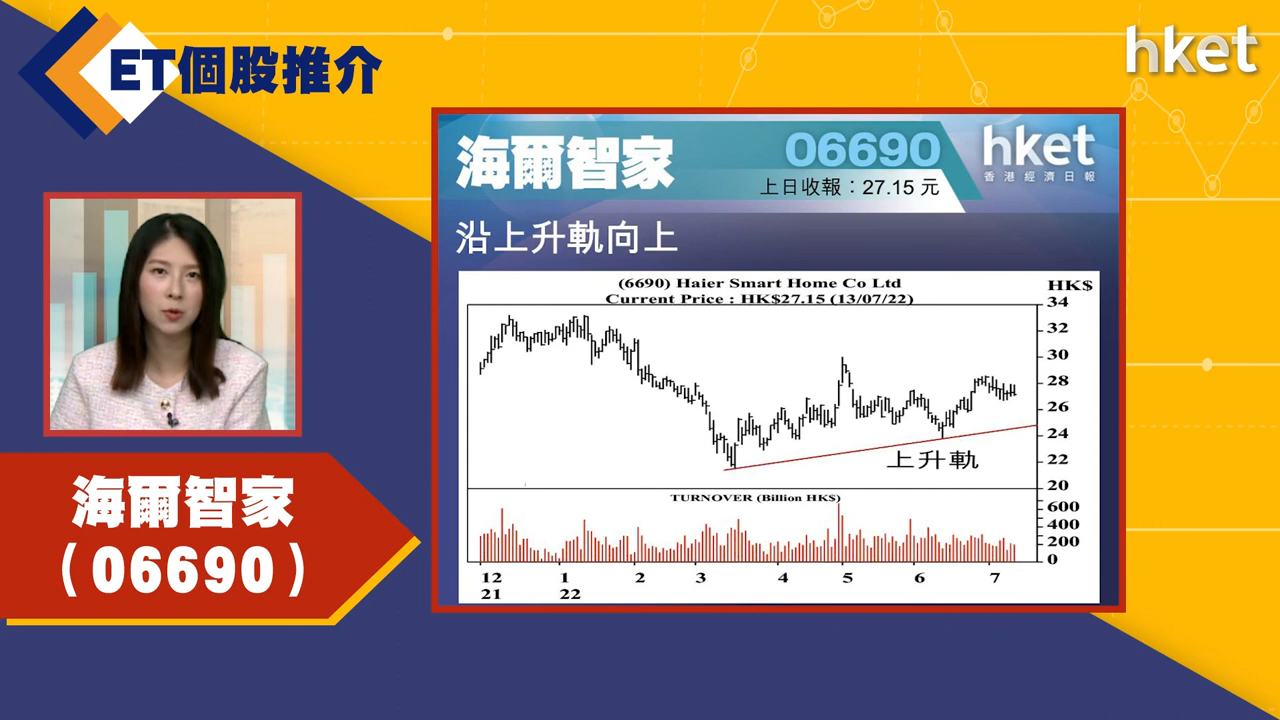 ET個股推介
hket
海爾智家
06690
hket
香港經濟日報
上日收報：27.15 元
沿上升軌向上
(6690) Haier Smart Home Co Ltd
Current Price : HK$27.15 (13/07/22)
HK$
34
32
30
28
26
24
22
20
上升軌
TURNOVER (Billion HK$)
600
400
200
0
12 1 2 3 4 5 6 7
21 22
海爾智家
（06690）